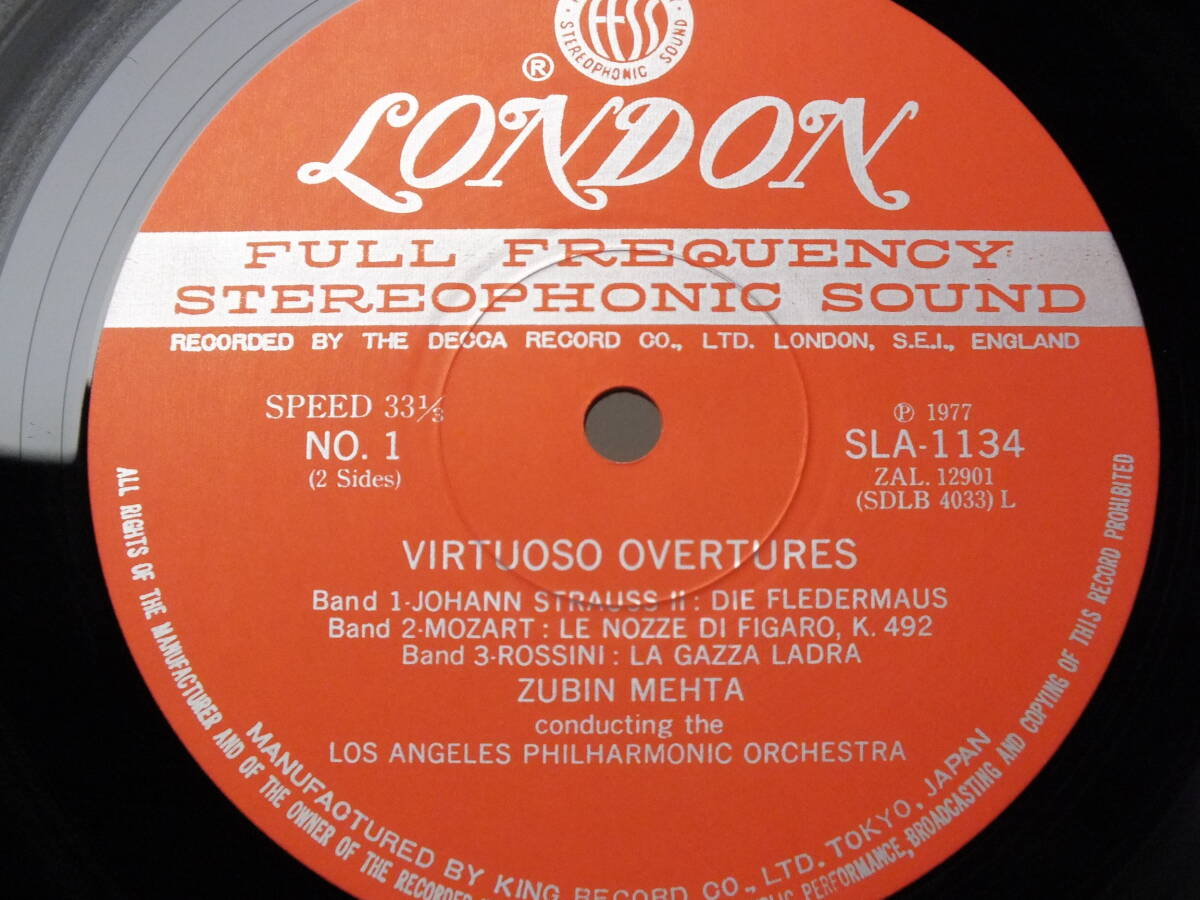 FFSS
STEREOPHONIC SOUND
®
LONDON
FULL FREQUENCY
STEREOPHONIC SOUND
RECORDED BY THE DECCA RECORD CO., LTD. LONDON, S.E.I., ENGLAND
SPEED 33⅓
NO. 1
(2 Sides)
℗ 1977
SLA-1134
ZAL. 12901
(SDLB 4033) L
VIRTUOSO OVERTURES
Band 1-JOHANN STRAUSS II : DIE FLEDERMAUS
Band 2-MOZART : LE NOZZE DI FIGARO, K. 492
Band 3-ROSSINI : LA GAZZA LADRA
ZUBIN MEHTA
conducting the
LOS ANGELES PHILHARMONIC ORCHESTRA
MANUFACTURED BY KING RECORD CO., LTD. TOKYO, JAPAN
ALL RIGHTS OF THE MANUFACTURER AND OF THE OWNER OF THE RECORDED PERFORMANCE, BROADCASTING AND COPYING OF THIS RECORD PROHIBITED